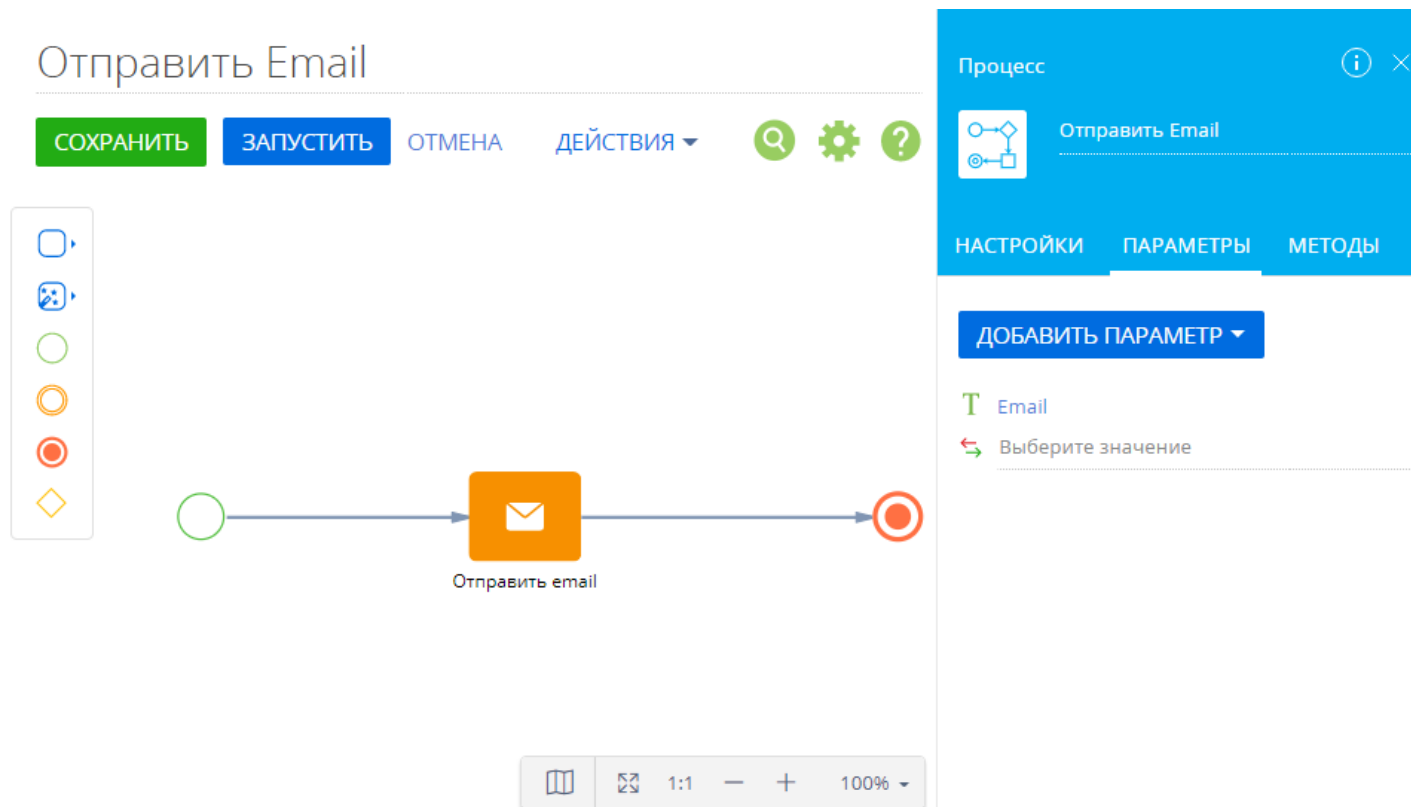 Отправить Email
СОХРАНИТЬ ЗАПУСТИТЬ ОТМЕНА ДЕЙСТВИЯ
Отправить email
1:1 100%
Процесс
Отправить Email
НАСТРОЙКИ ПАРАМЕТРЫ МЕТОДЫ
ДОБАВИТЬ ПАРАМЕТР
T Email
Выберите значение